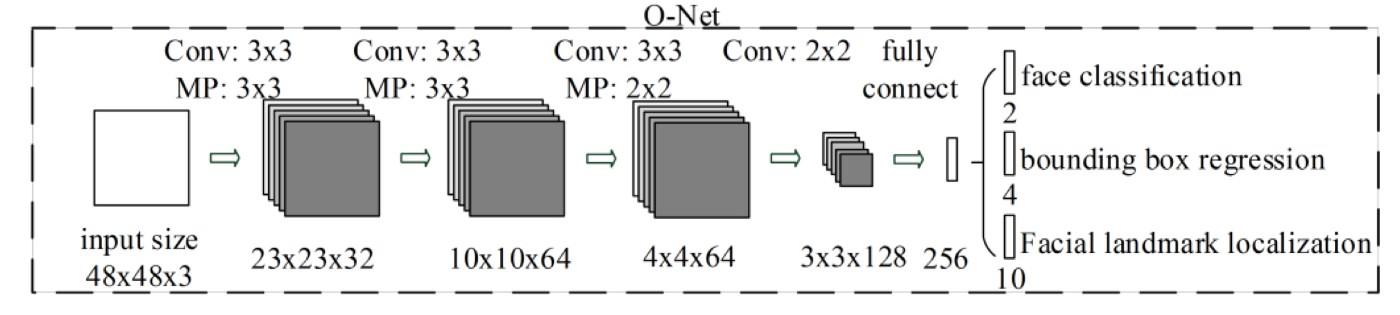 O-Net
Conv: 3x3 Conv: 3x3 Conv: 3x3 Conv: 2x2 fully
MP: 3x3 MP: 3x3 MP: 2x2 connect
face classification
2
bounding box regression
4
Facial landmark localization
10
input size
48x48x3
23x23x32 10x10x64 4x4x64 3x3x128 256